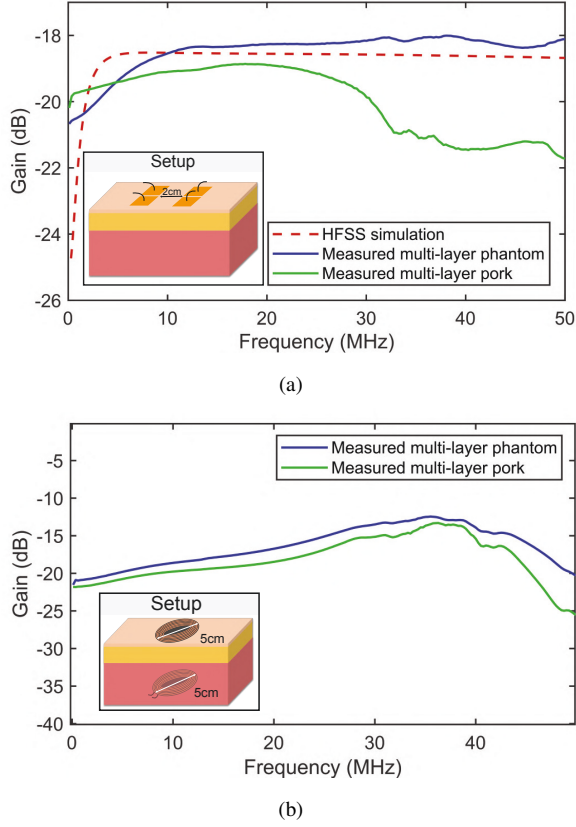 -18
-20
-22
-24
-26
Gain (dB)
Setup
2cm
HFSS simulation
Measured multi-layer phantom
Measured multi-layer pork
0 10 20 30 40 50
Frequency (MHz)
(a)
-5
-10
-15
-20
-25
-30
-35
-40
Gain (dB)
Measured multi-layer phantom
Measured multi-layer pork
Setup
5cm
5cm
0 10 20 30 40
Frequency (MHz)
(b)